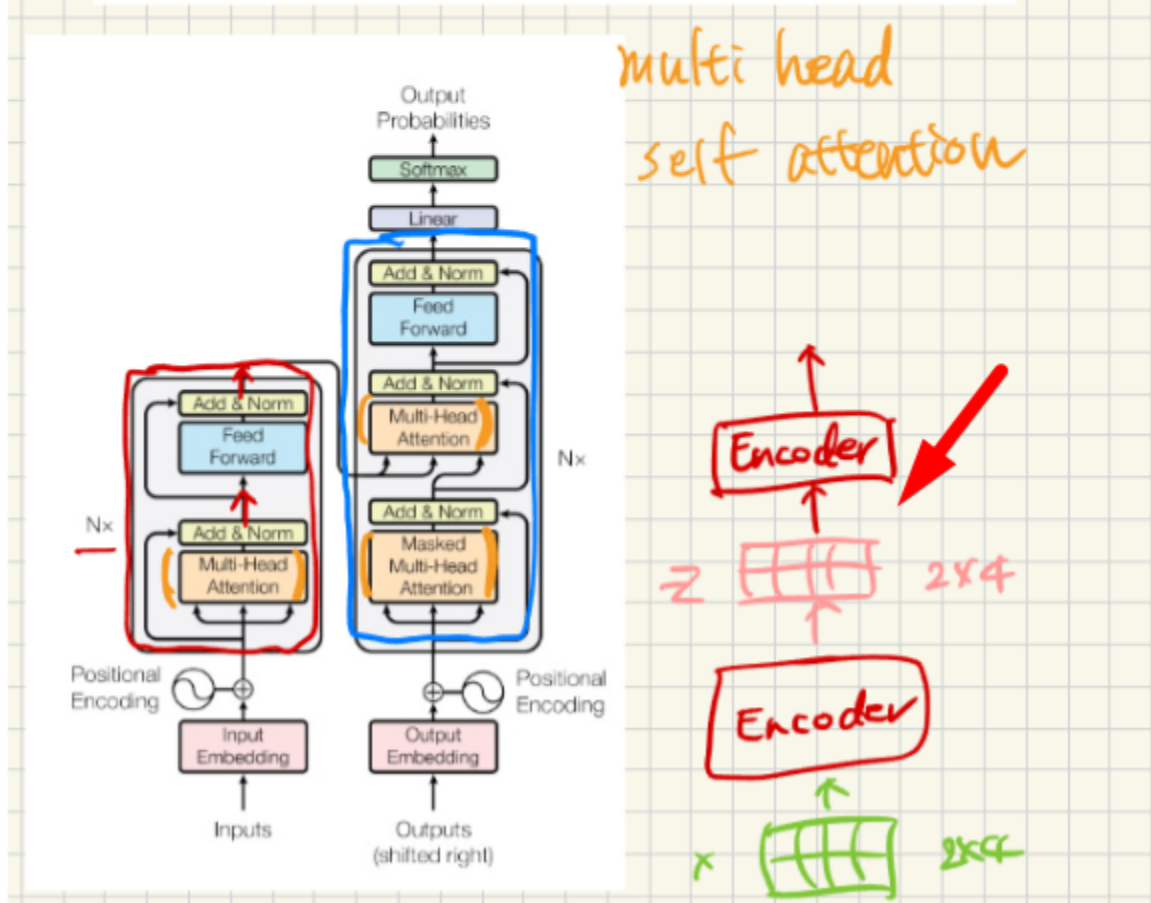 multi head
self attention
Output
Probabilities
Softmax
Linear
Add & Norm
Feed
Forward
Add & Norm
Multi-Head
Attention
Nx
Add & Norm
Masked
Multi-Head
Attention
Positional
Encoding
Output
Embedding
Outputs
(shifted right)
Add & Norm
Feed
Forward
Nx
Add & Norm
Multi-Head
Attention
Positional
Encoding
Input
Embedding
Inputs
Encoder
Z
2x4
Encoder
x
2x4